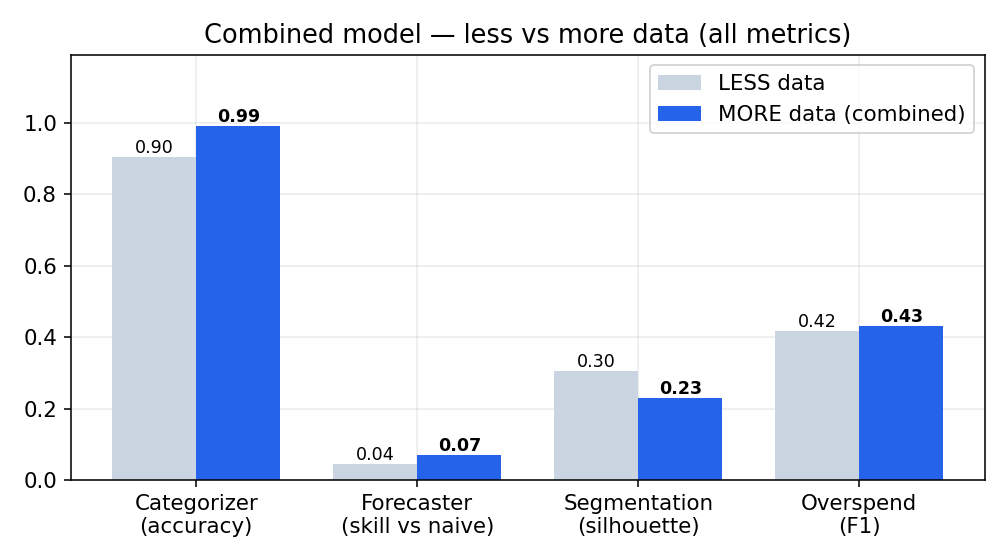 Combined model — less vs more data (all metrics)
LESS data
MORE data (combined)
1.0
0.8
0.6
0.4
0.2
0.0
0.90
0.99
0.04
0.07
0.30
0.23
0.42
0.43
Categorizer
(accuracy)
Forecaster
(skill vs naive)
Segmentation
(silhouette)
Overspend
(F1)